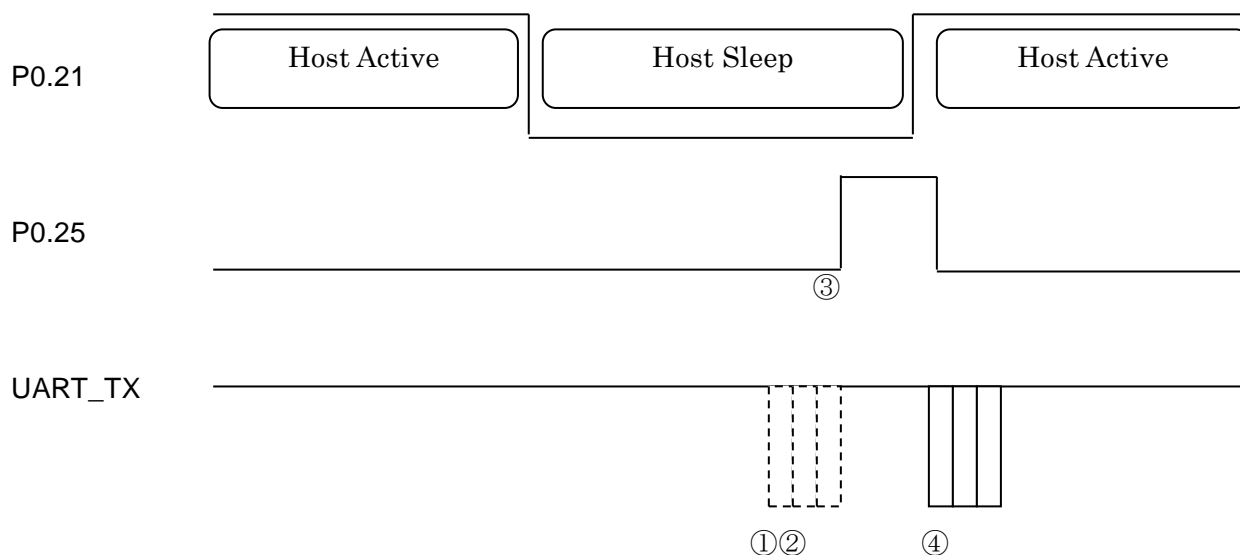 Host Active Host Sleep Host Active
P0.21
P0.25
③
UART_TX
①② ④